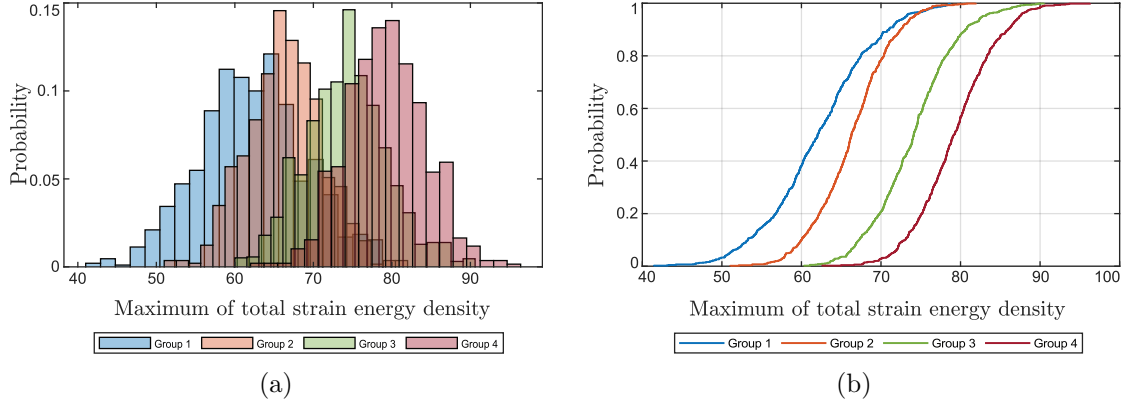 0.15
0.1
0.05
0
Probability
40 50 60 70 80 90
Maximum of total strain energy density
Group 1 Group 2 Group 3 Group 4
(a)
1
0.8
0.6
0.4
0.2
0
Probability
40 50 60 70 80 90 100
Maximum of total strain energy density
Group 1 Group 2 Group 3 Group 4
(b)